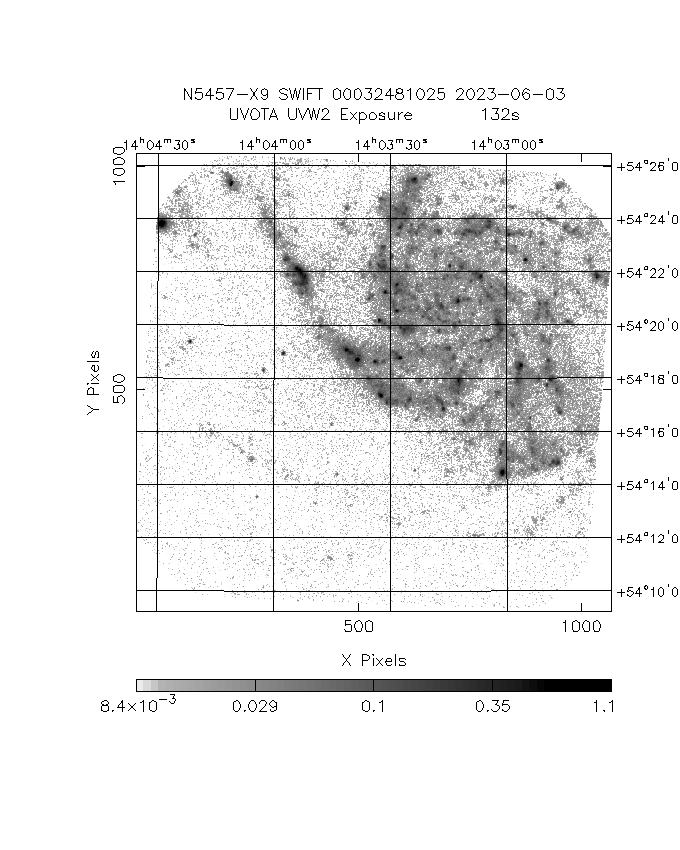 N5457-X9 SWIFT 00032481025 2023-06-03
UVOTA UVW2 Exposure 132s
14h04m30s 14h04m00s 14h03m30s 14h03m00s
1000
500
Y Pixels
+54°26'0
+54°24'0
+54°22'0
+54°20'0
+54°18'0
+54°16'0
+54°14'0
+54°12'0
+54°10'0
500 1000
X Pixels
8.4×10⁻³ 0.029 0.1 0.35 1.1